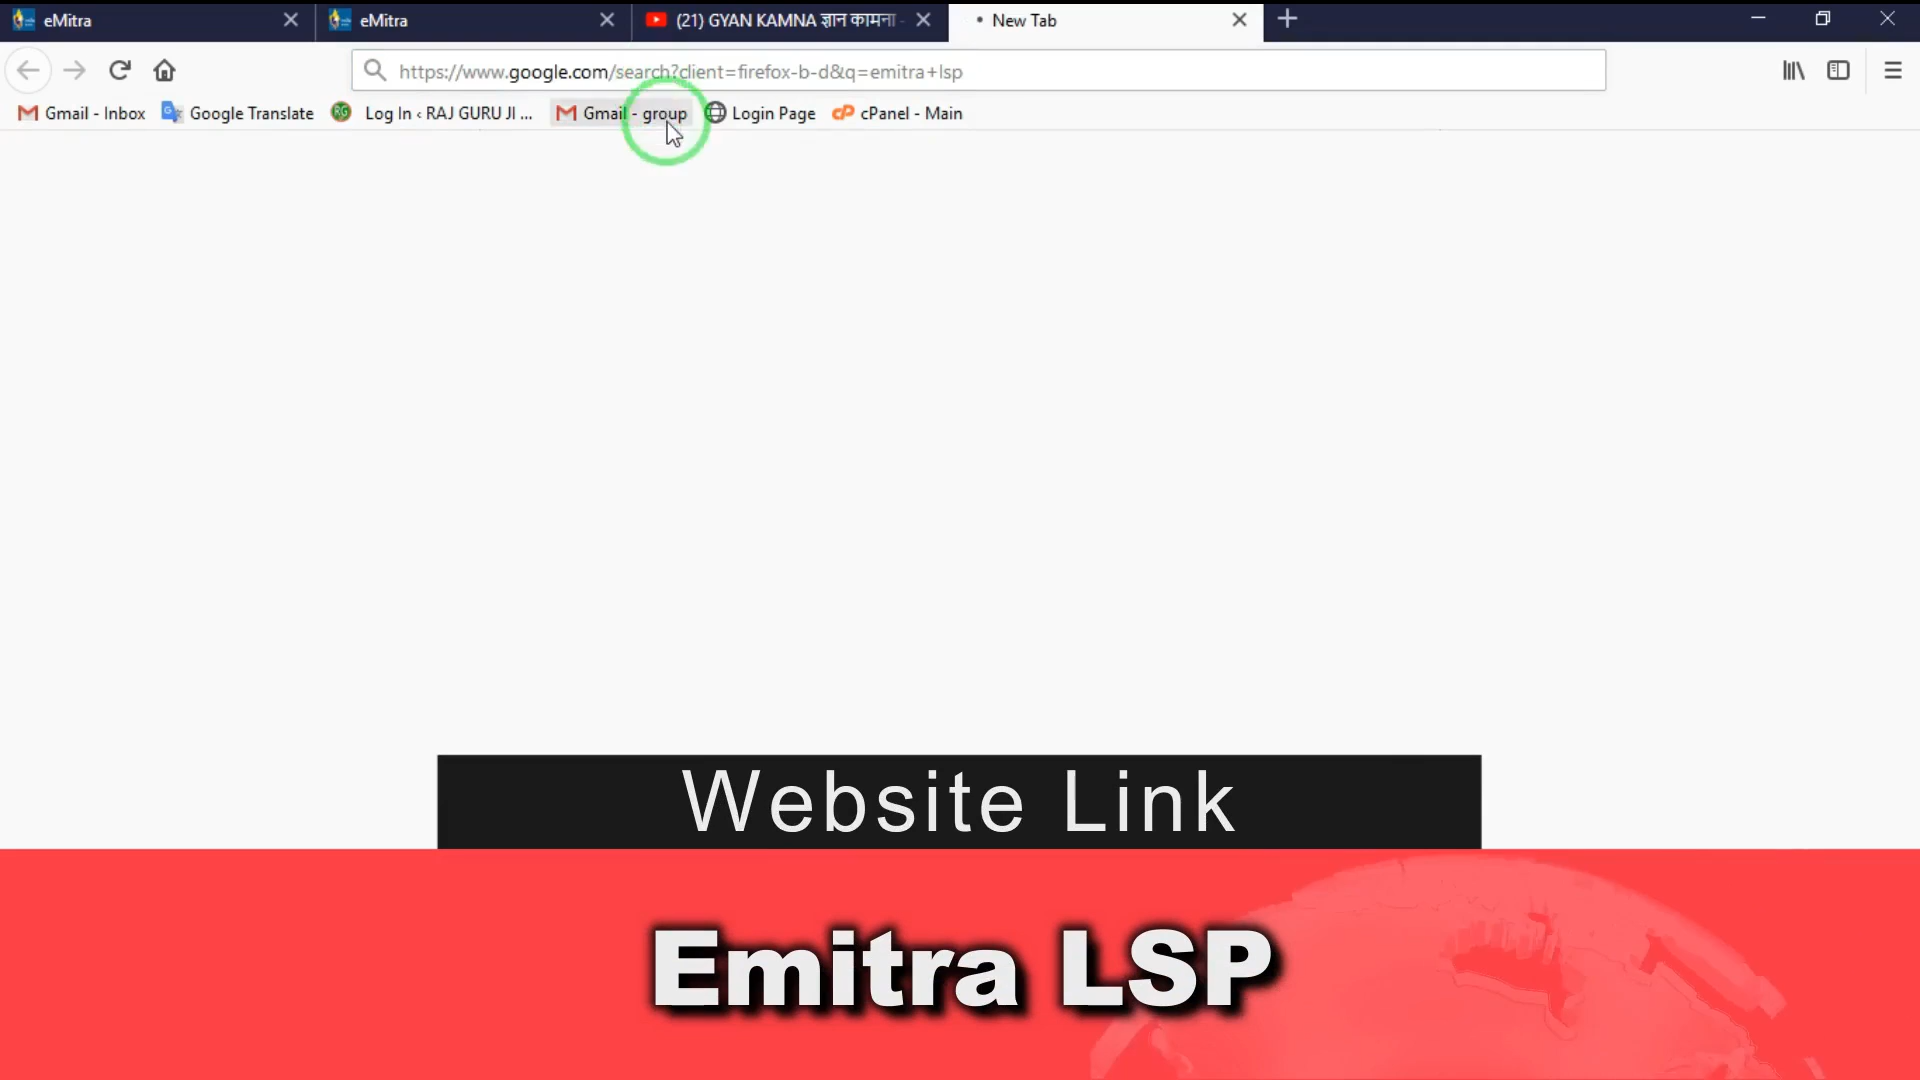 eMitra
eMitra
(21) GYAN KAMNA ज्ञान कामना -
New Tab
https://www.google.com/search?client=firefox-b-d&q=emitra+lsp
Gmail - Inbox
Google Translate
RG Log In ‹ RAJ GURU JI ...
Gmail - group
Login Page
cPanel - Main
Website Link
Emitra LSP